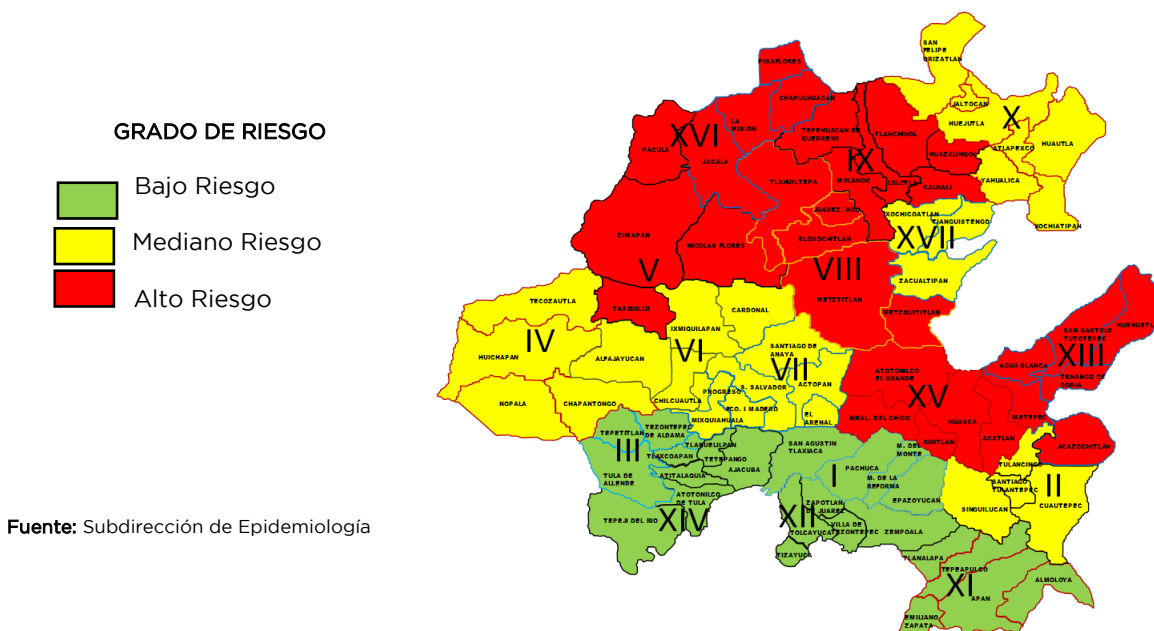 GRADO DE RIESGO
Bajo Riesgo
Mediano Riesgo
Alto Riesgo
Fuente: Subdirección de Epidemiología
SAN
FELIPE
ORIZATLAN
PISAFLORES
CHAPULHUACAN
JALTOCAN
LA
MISION
XVI
HUEJUTLA
X
TEPEHUACAN DE
GUERRERO
TLANCHINOL
PACULA
JACALA
HUAUTLA
ATLAPEXCO
HUAZALINGO
IX
TLAHUILTEPA
MOLANGO
LOLOTLA
CALNALI
YAHUALICA
JUAREZ. HGO
XOCHICOATLAN
TIANGUISTENGO
XOCHIATIPAN
ZIMAPAN
NICOLAS FLORES
ELOXOCHITLAN
XVII
V
VIII
ZACUALTIPAN
METZTITLAN
TECOZAUTLA
TASQUILLO
CARDONAL
METZQUITITLAN
IXMIQUILPAN
IV
HUICHAPAN
ALFAJAYUCAN
VI
SANTIAGO DE
ANAYA
VII
SAN BARTOLO
TUTOTEPEC
XIII
AGUA BLANCA
ATOTONILCO
EL GRANDE
TENANGO DE
DORIA
ACTOPAN
S. SALVADOR
PROGRESO
XV
NOPALA
CHAPANTONGO
CHILCUAUTLA
FCO. I MADERO
MIXQUIAHUALA
EL
ARENAL
MRAL. DEL CHICO
HUASCA
METEPEC
TEPETITLAN
TEZONTEPEC
DE ALDAMA
OMITLAN
ACATLAN
ACAXOCHITLAN
TLAHUELILPAN
III
TLAXCOAPAN
TETEPANGO
SAN AGUSTIN
TLAXIACA
M. DEL
MONTE
TULANCINGO
TULA DE
ALLENDE
ATITALAQUIA
AJACUBA
PACHUCA
I
M. DE LA
REFORMA
SANTIAGO
TULANTEPEC
II
CUAUTEPEC
ATOTONILCO
DE TULA
EPAZOYUCAN
SINGUILUCAN
TEPEJI DEL RIO
XIV
ZAPOTLAN
DE JUAREZ
XII
VILLA DE
TEZONTEPEC
TOLCAYUCA
ZEMPOALA
TIZAYUCA
TLANALAPA
TEPEAPULCO
XI
APAN
ALMOLOYA
EMILIANO
ZAPATA